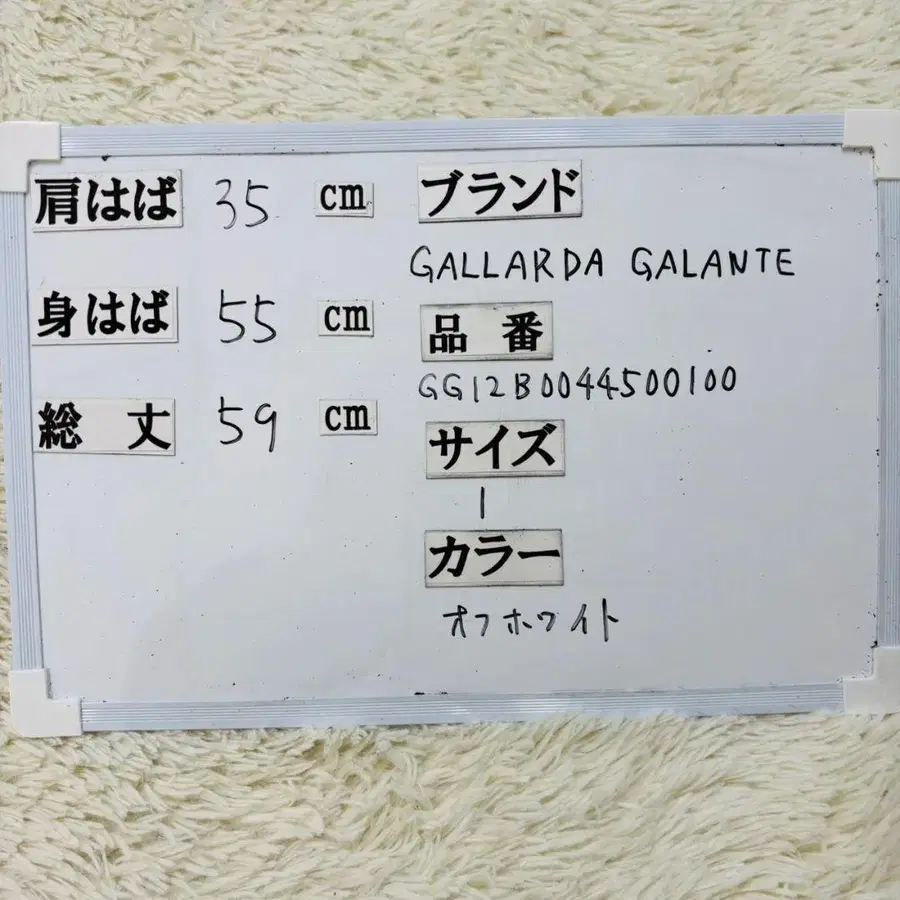 肩はば 35 cm
身はば 55 cm
総 丈 59 cm
ブランド
GALLARDA GALANTE
品 番
GG12B0044500100
サイズ
1
カラー
オフホワイト